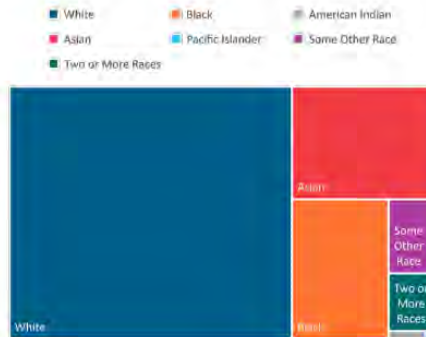 White Black American Indian
Asian Pacific Islander Some Other Race
Two or More Races
Asian
Some
Other
Race
Two or
More
Races
White
Black